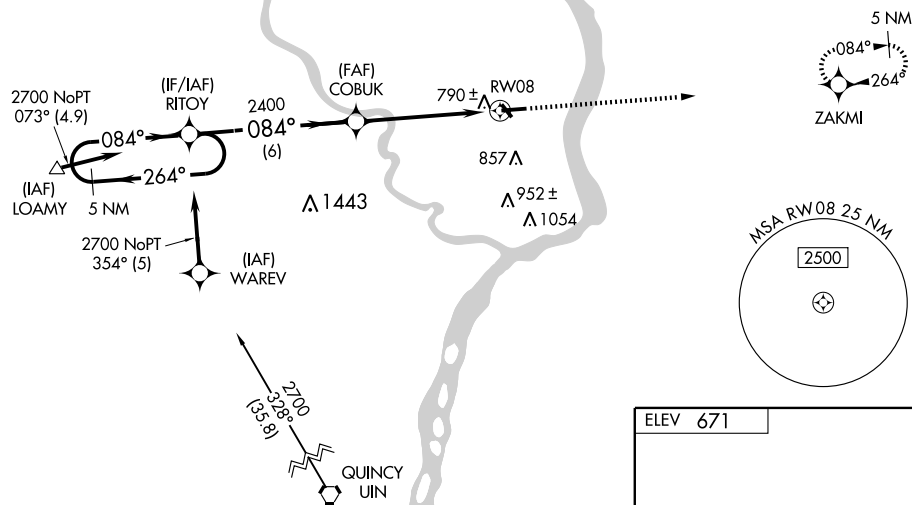 5 NM
084°
264°
ZAKMI
(FAF)
COBUK
790 ±
RW08
(IF/IAF)
RITOY
2400
084°
(6)
2700 NoPT
073° (4.9)
084°
264°
(IAF)
LOAMY
5 NM
857
952 ±
1054
1443
2700 NoPT
354° (5)
(IAF)
WAREV
MSA RW08 25 NM
2500
2700
328°
(35.8)
QUINCY
UIN
ELEV 671